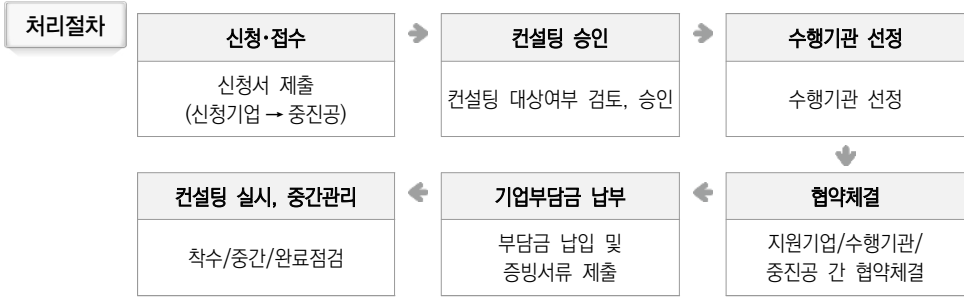 처리절차
신청·접수
신청서 제출
(신청기업 → 중진공)
컨설팅 승인
컨설팅 대상여부 검토, 승인
수행기관 선정
수행기관 선정
협약체결
지원기업/수행기관/
중진공 간 협약체결
기업부담금 납부
부담금 납입 및
증빙서류 제출
컨설팅 실시, 중간관리
착수/중간/완료점검